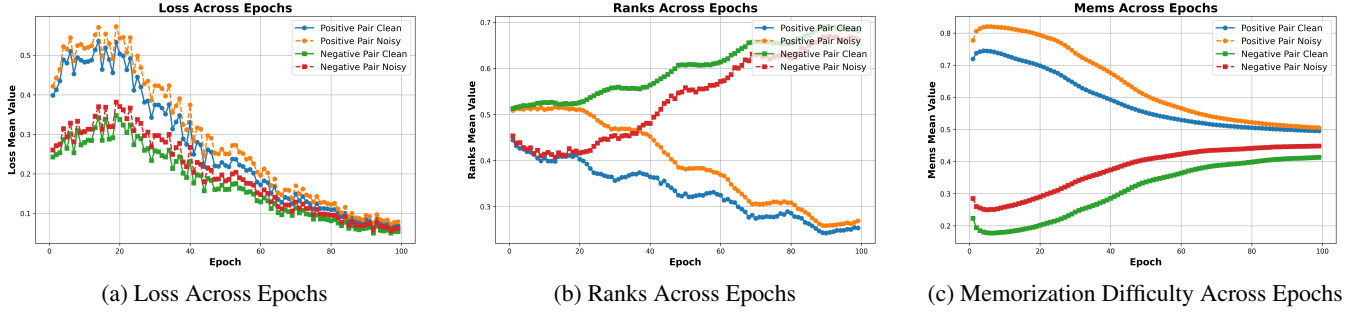 Loss Across Epochs
Loss Mean Value
0.5
0.4
0.3
0.2
0.1
0
20
40
60
80
100
Epoch
Positive Pair Clean
Positive Pair Noisy
Negative Pair Clean
Negative Pair Noisy
(a) Loss Across Epochs
Ranks Across Epochs
Ranks Mean Value
0.7
0.6
0.5
0.4
0.3
0
20
40
60
80
100
Epoch
Positive Pair Clean
Positive Pair Noisy
Negative Pair Clean
Negative Pair Noisy
(b) Ranks Across Epochs
Mems Across Epochs
Mems Mean Value
0.8
0.7
0.6
0.5
0.4
0.3
0.2
0
20
40
60
80
100
Epoch
Positive Pair Clean
Positive Pair Noisy
Negative Pair Clean
Negative Pair Noisy
(c) Memorization Difficulty Across Epochs